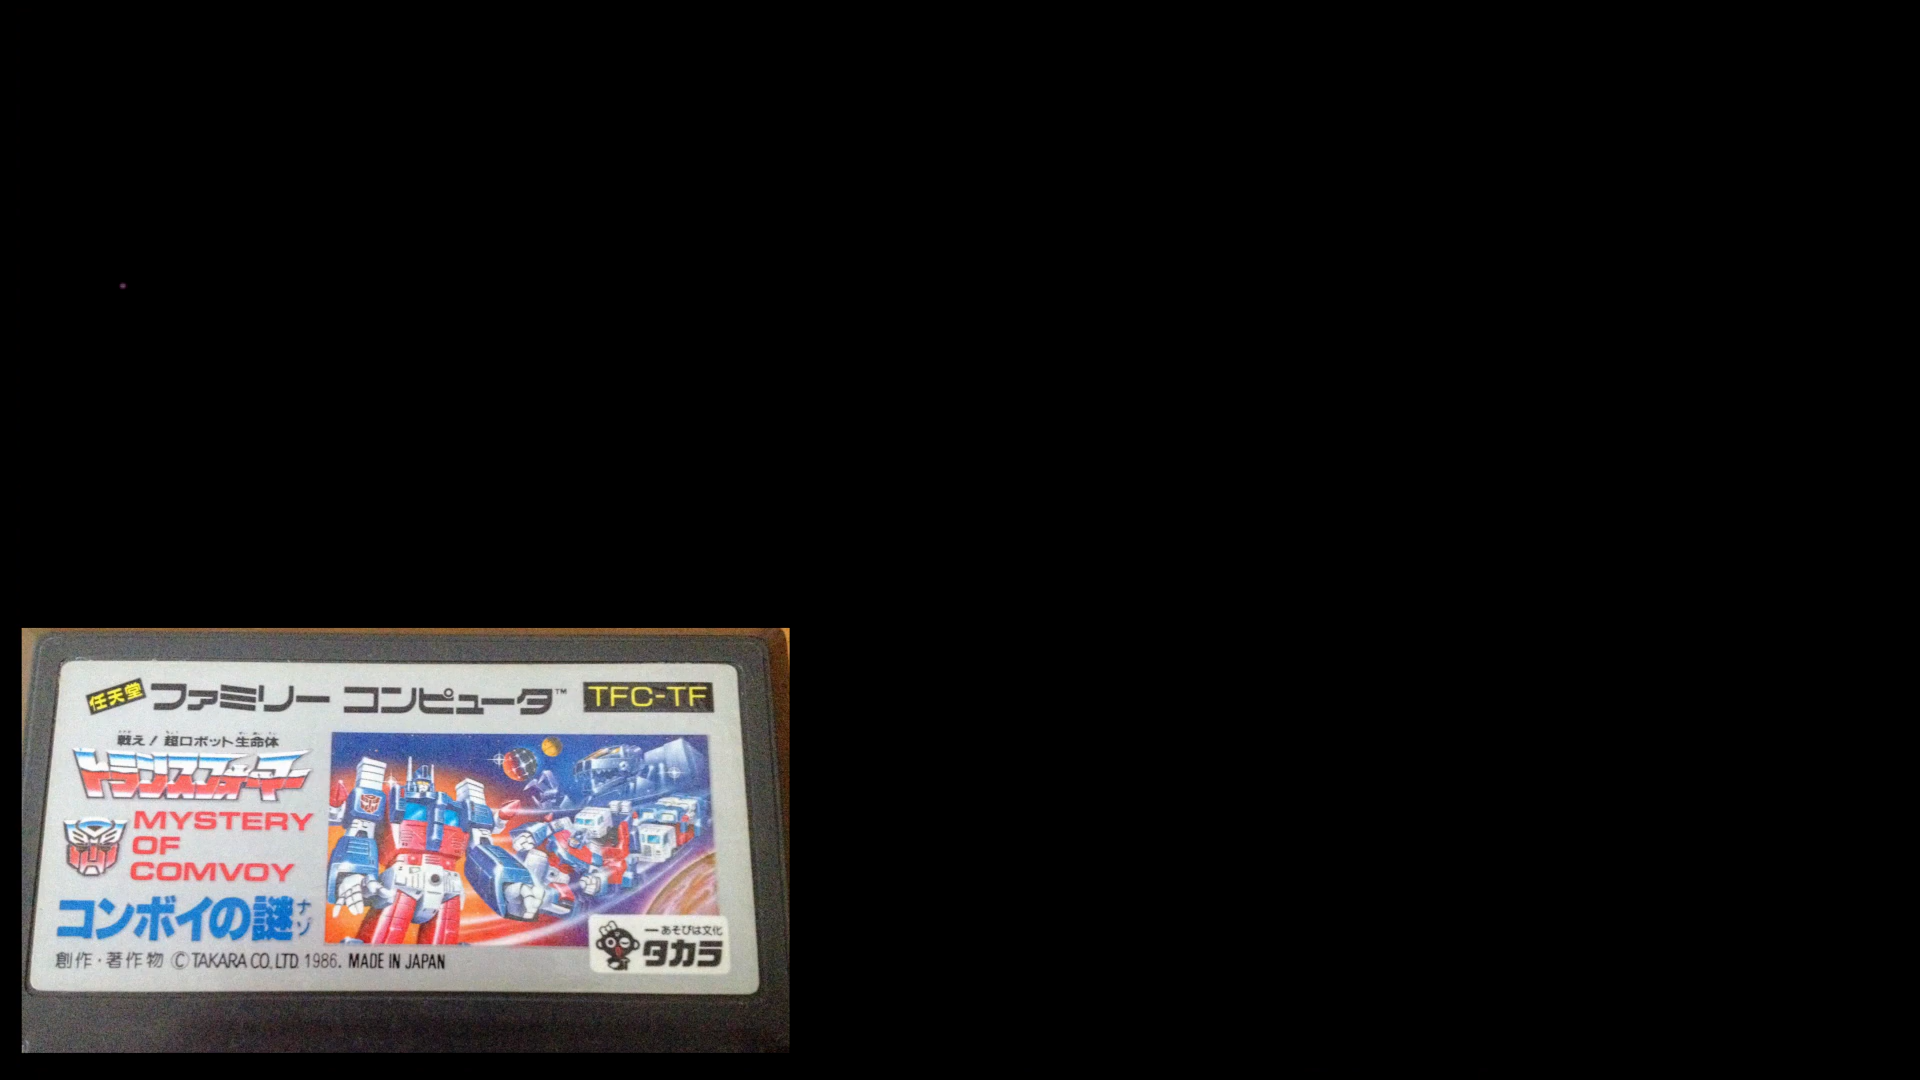 任天堂 ファミリー コンピュータ™ TFC-TF
戦え!超ロボット生命体
トランスフォーマー
MYSTERY
OF
COMVOY
コンボイの謎ナゾ
創作・著作物 ©TAKARA CO.,LTD. 1986. MADE IN JAPAN
ーあそびは文化
タカラ